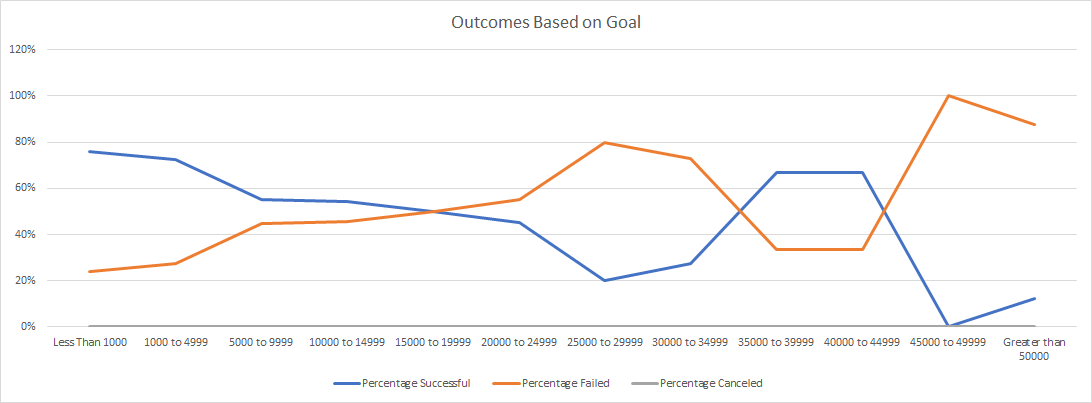 Outcomes Based on Goal
120%
100%
80%
60%
40%
20%
0%
Less Than 1000 1000 to 4999 5000 to 9999 10000 to 14999 15000 to 19999 20000 to 24999 25000 to 29999 30000 to 34999 35000 to 39999 40000 to 44999 45000 to 49999 Greater than
50000
Percentage Successful Percentage Failed Percentage Canceled